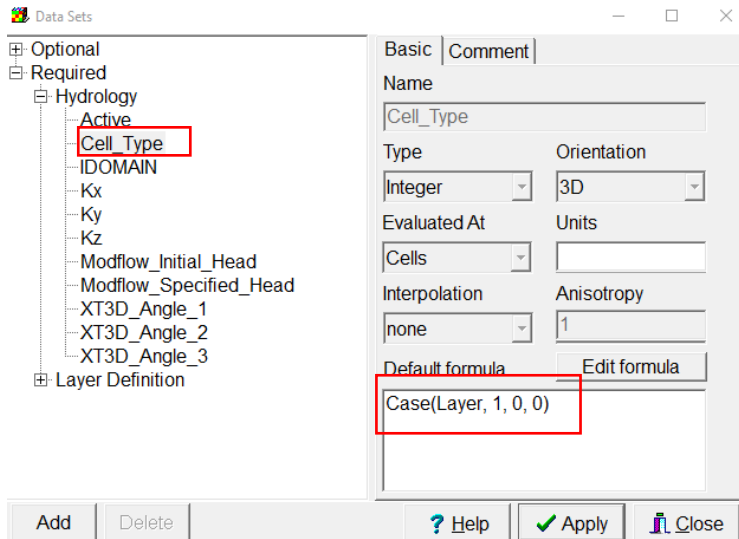 Data Sets
Optional
Required
Hydrology
Active
Cell_Type
IDOMAIN
Kx
Ky
Kz
Modflow_Initial_Head
Modflow_Specified_Head
XT3D_Angle_1
XT3D_Angle_2
XT3D_Angle_3
Layer Definition
Basic Comment
Name
Cell_Type
Type Orientation
Integer 3D
Evaluated At Units
Cells
Interpolation Anisotropy
none 1
Default formula Edit formula
Case(Layer, 1, 0, 0)
Add Delete ? Help Apply Close